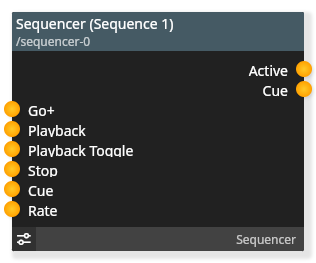 Sequencer (Sequence 1)
/sequencer-0
Active
Cue
Go+
Playback
Playback Toggle
Stop
Cue
Rate
Sequencer